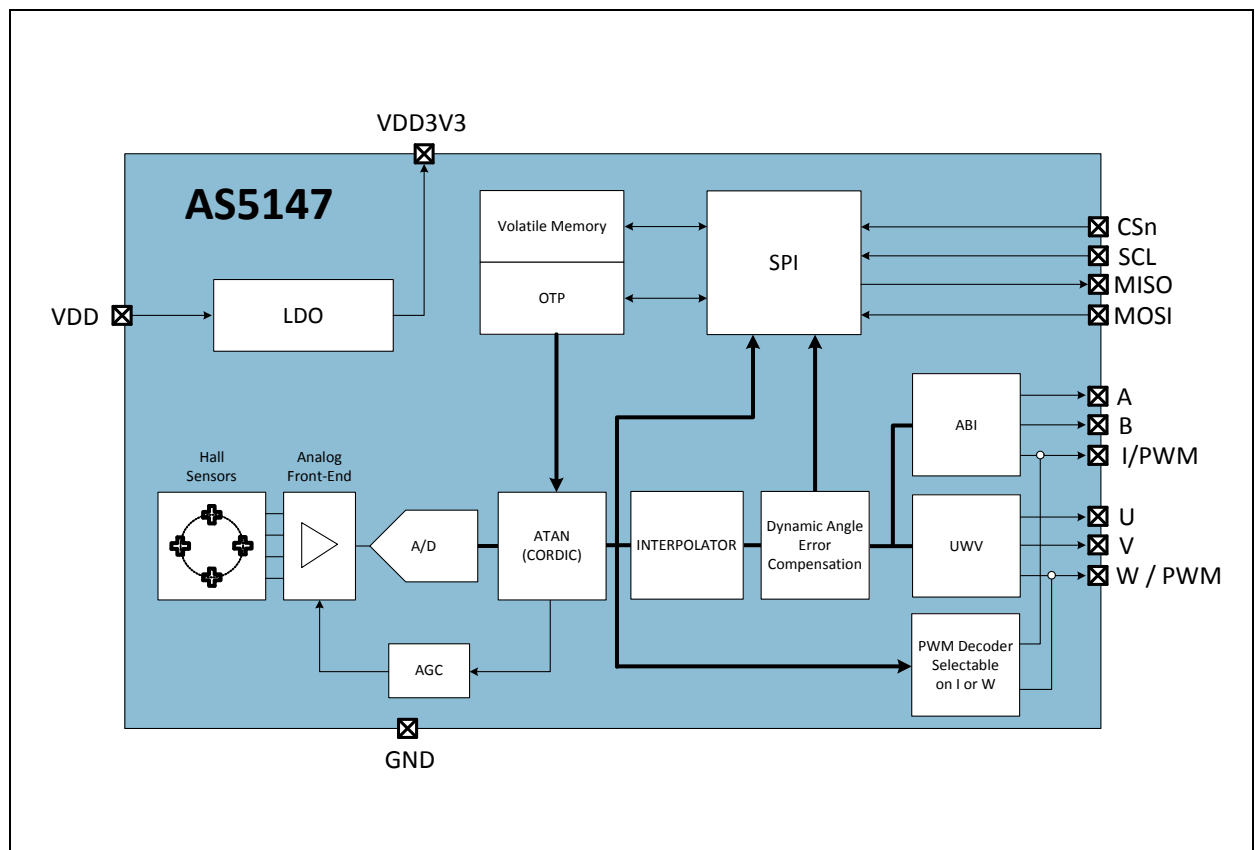 VDD3V3
AS5147
Volatile Memory
OTP
SPI
CSn
SCL
MISO
MOSI
VDD
LDO
A
B
I/PWM
ABI
Hall
Sensors
Analog
Front-End
A/D
ATAN
(CORDIC)
INTERPOLATOR
Dynamic Angle
Error
Compensation
UWV
U
V
W / PWM
AGC
PWM Decoder
Selectable
on I or W
GND